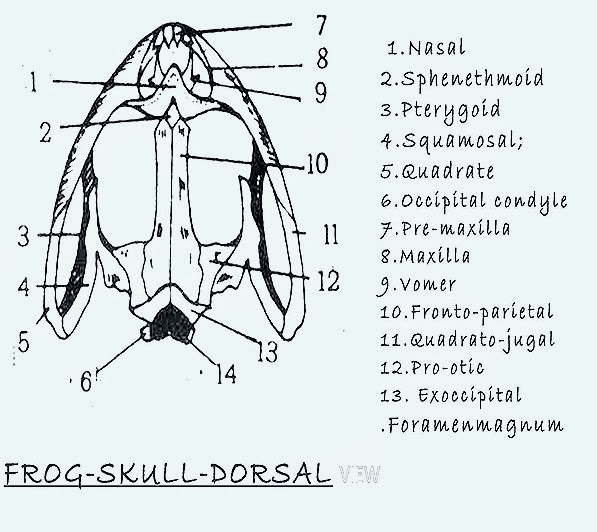 7
8
1
9
2
10
3
11
4
12
5
13
6
14
1.Nasal
2.Sphenethmoid
3.Pterygoid
4.Squamosal;
5.Quadrate
6.Occipital condyle
7.Pre-maxilla
8.Maxilla
9.Vomer
10.Fronto-parietal
11.Quadrato-jugal
12.Pro-otic
13. Exoccipital
.Foramenmagnum
FROG-SKULL-DORSAL VIEW